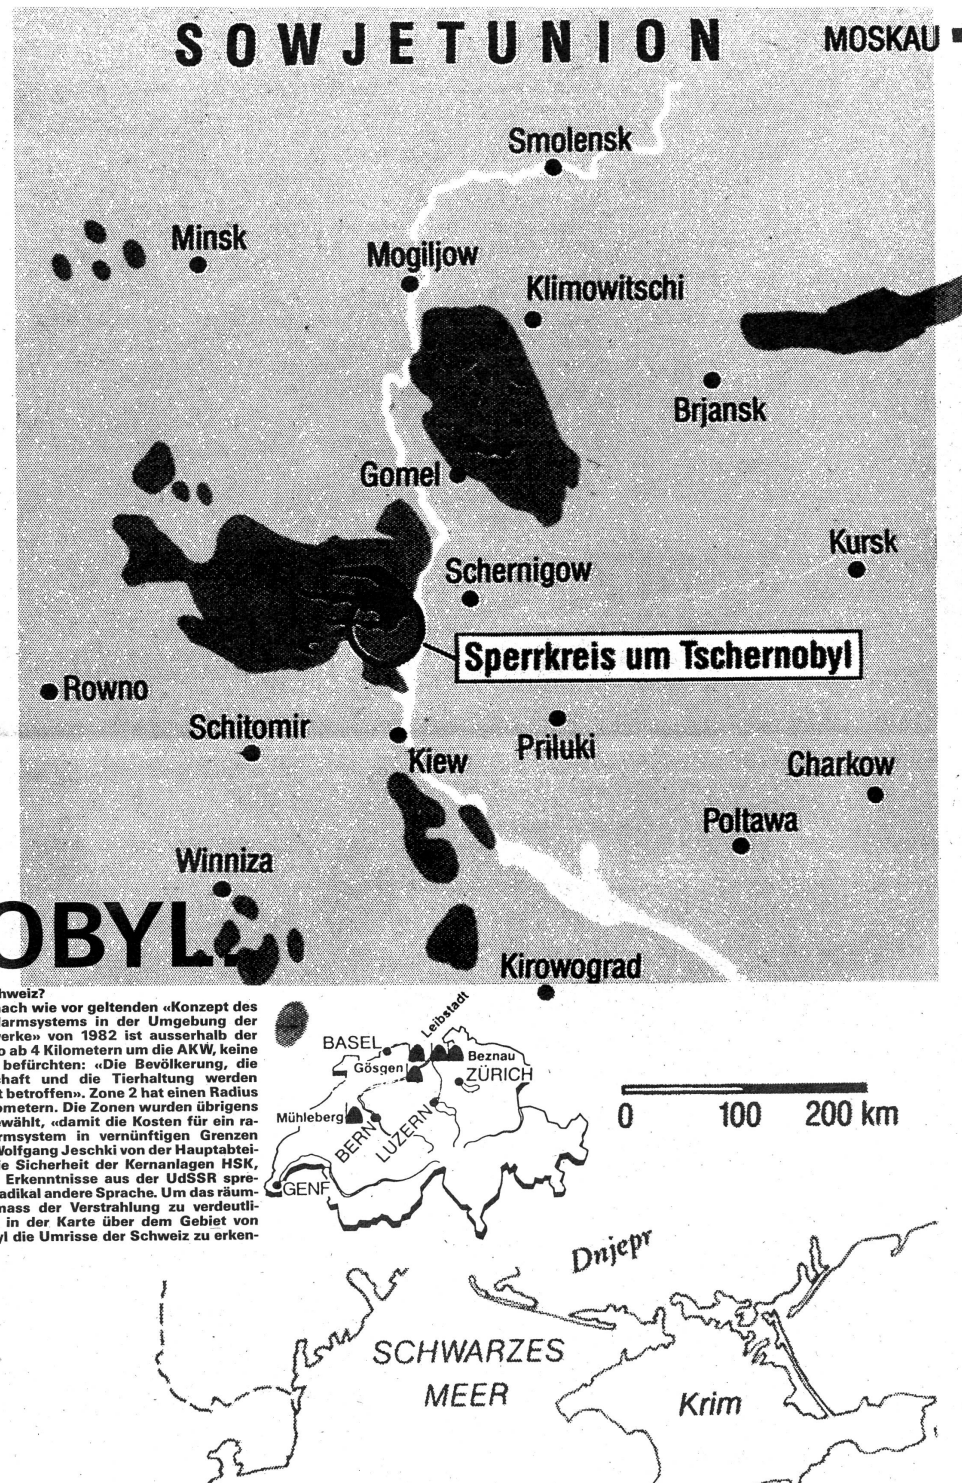 SOWJETUNION
MOSKAU
Smolensk
Minsk
Mogiljow
Klimowitschi
Brjansk
Gomel
Kursk
Schernigow
Sperrkreis um Tschernobyl
Rowno
Schitomir
Priluki
Kiew
Charkow
Poltawa
Winniza
OBYL
Kirowograd
hweiz?
nach wie vor geltenden «Konzept des
larmsystems in der Umgebung der
erke» von 1982 ist ausserhalb der
o ab 4 Kilometern um die AKW, keine
befürchten: «Die Bevölkerung, die
haft und die Tierhaltung werden
t betroffen». Zone 2 hat einen Radius
ometern. Die Zonen wurden übrigens
ewählt, «damit die Kosten für ein ra-
rmsystem in vernünftigen Grenzen
Wolfgang Jeschki von der Hauptabtei-
e Sicherheit der Kernanlagen HSK,
Erkenntnisse aus der UdSSR spre-
adikal andere Sprache. Um das räum-
mass der Verstrahlung zu verdeutli-
in der Karte über dem Gebiet von
yl die Umrisse der Schweiz zu erken-
Leibstadt
BASEL
Beznau
Gösgen
ZÜRICH
Mühleberg
BERN
LUZERN
GENF
0 100 200 km
Dnjepr
SCHWARZES
MEER
Krim